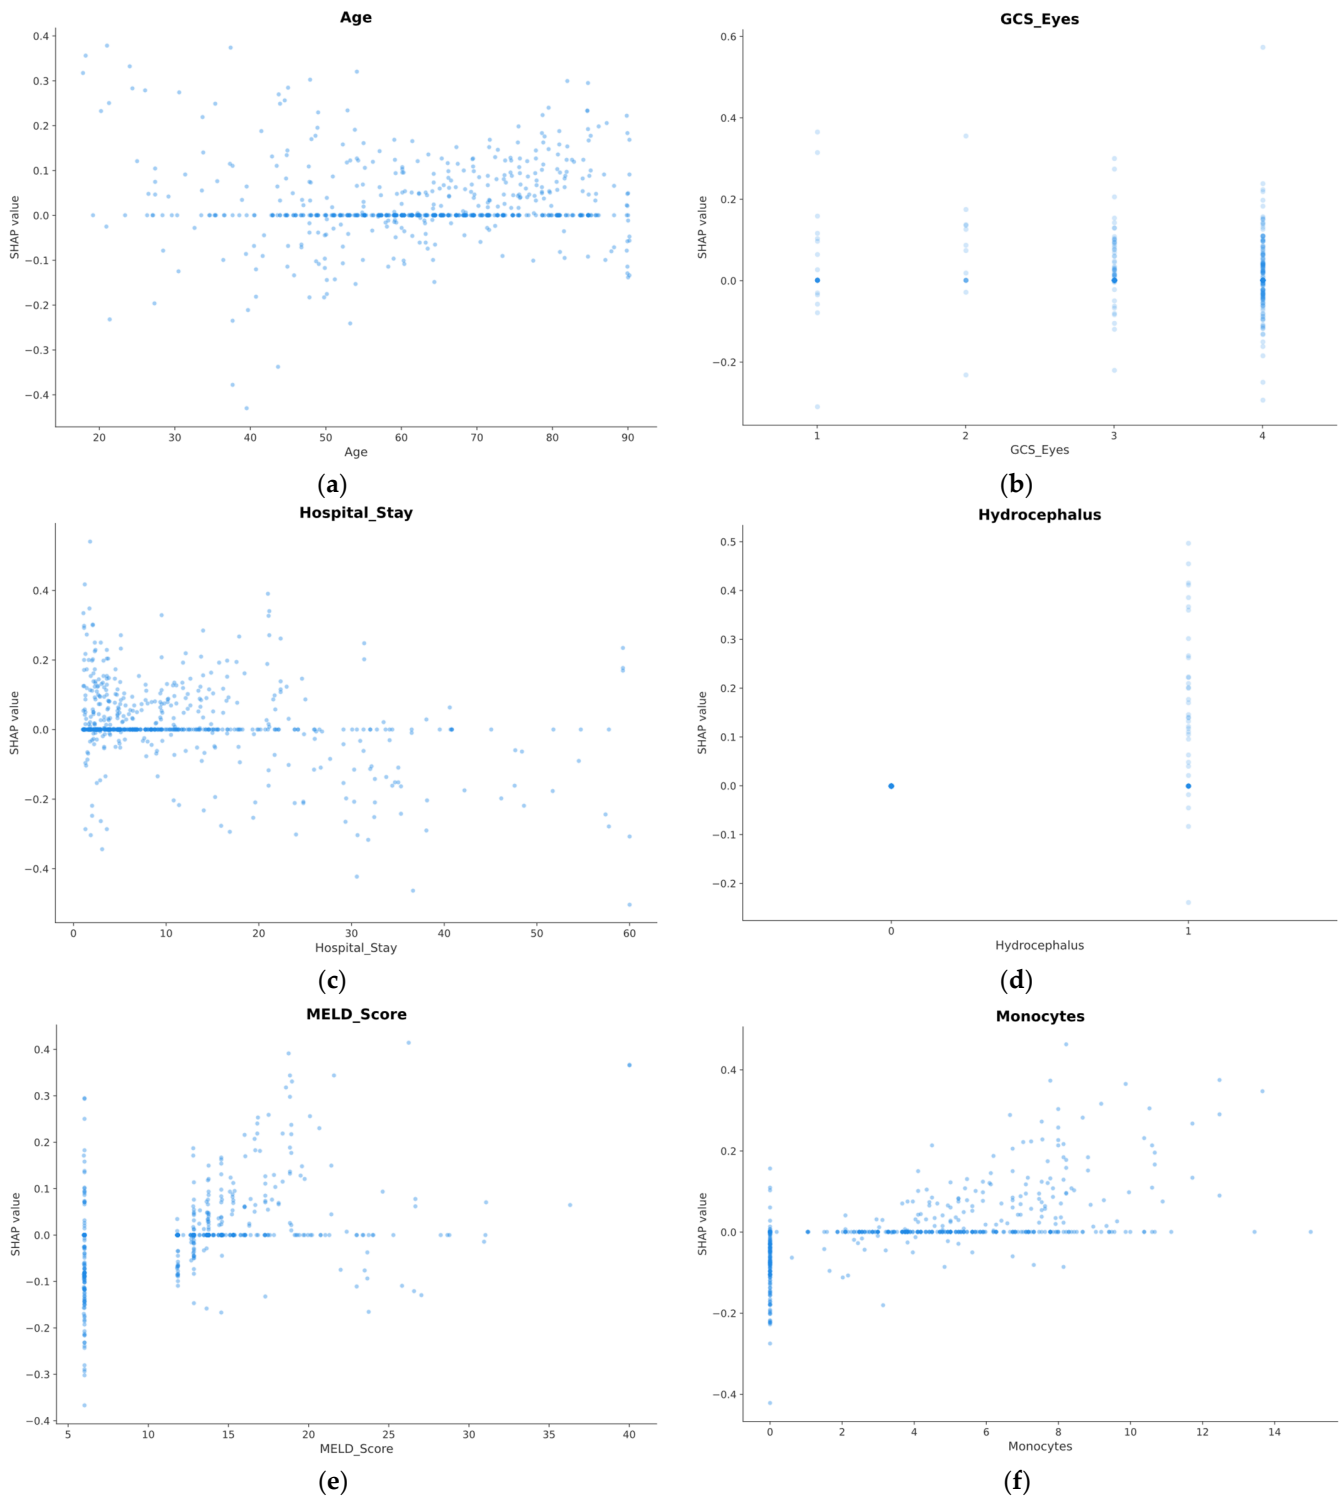 Age
0.4
0.3
0.2
0.1
0.0
−0.1
−0.2
−0.3
−0.4
SHAP value
20 30 40 50 60 70 80 90
Age
(a)
GCS_Eyes
0.6
0.4
0.2
0.0
−0.2
SHAP value
1 2 3 4
GCS_Eyes
(b)
Hospital_Stay
0.4
0.2
0.0
−0.2
−0.4
SHAP value
0 10 20 30 40 50 60
Hospital_Stay
(c)
Hydrocephalus
0.5
0.4
0.3
0.2
0.1
0.0
−0.1
−0.2
SHAP value
0 1
Hydrocephalus
(d)
MELD_Score
0.4
0.3
0.2
0.1
0.0
−0.1
−0.2
−0.3
−0.4
SHAP value
5 10 15 20 25 30 35 40
MELD_Score
(e)
Monocytes
0.4
0.2
0.0
−0.2
−0.4
SHAP value
0 2 4 6 8 10 12 14
Monocytes
(f)